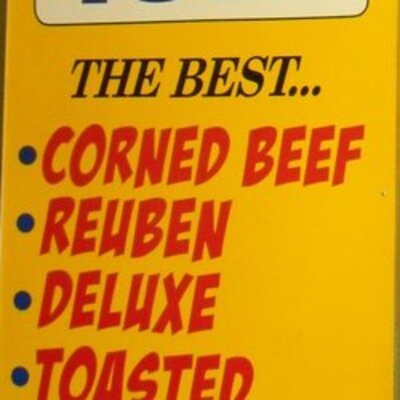 THE BEST...
•CORNED BEEF
•REUBEN
•DELUXE
•TOASTED